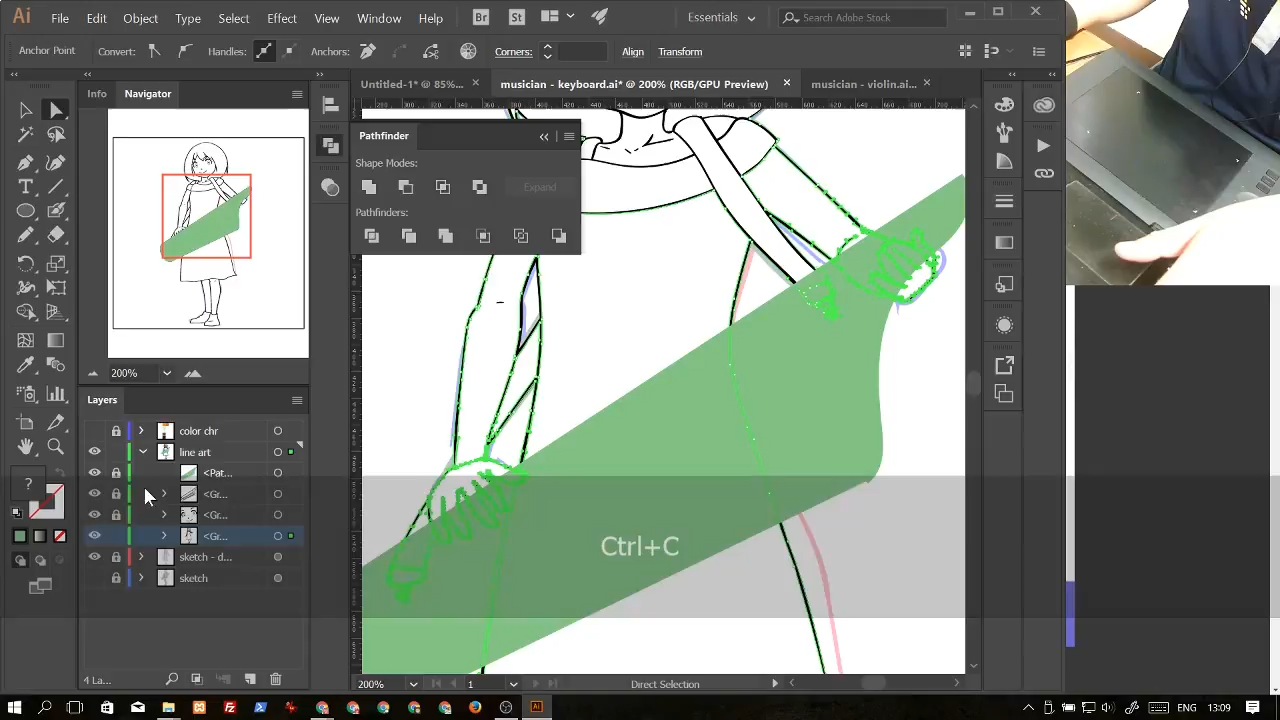 Ai File Edit Object Type Select Effect View Window Help Br St Essentials Search Adobe Stock
Anchor Point Convert: Handles: Anchors: Corners: Align Transform
Info Navigator
Untitled-1* @ 85%... × musician - keyboard.ai* @ 200% (RGB/GPU Preview) × musician - violin.ai... ×
Pathfinder
Shape Modes:
Expand
Pathfinders:
200%
Layers
color chr
line art
<Pat...
<Gr...
<Gr...
<Gr...
sketch - d...
sketch
Ctrl+C
4 La...
200% 1 Direct Selection
ENG 13:09